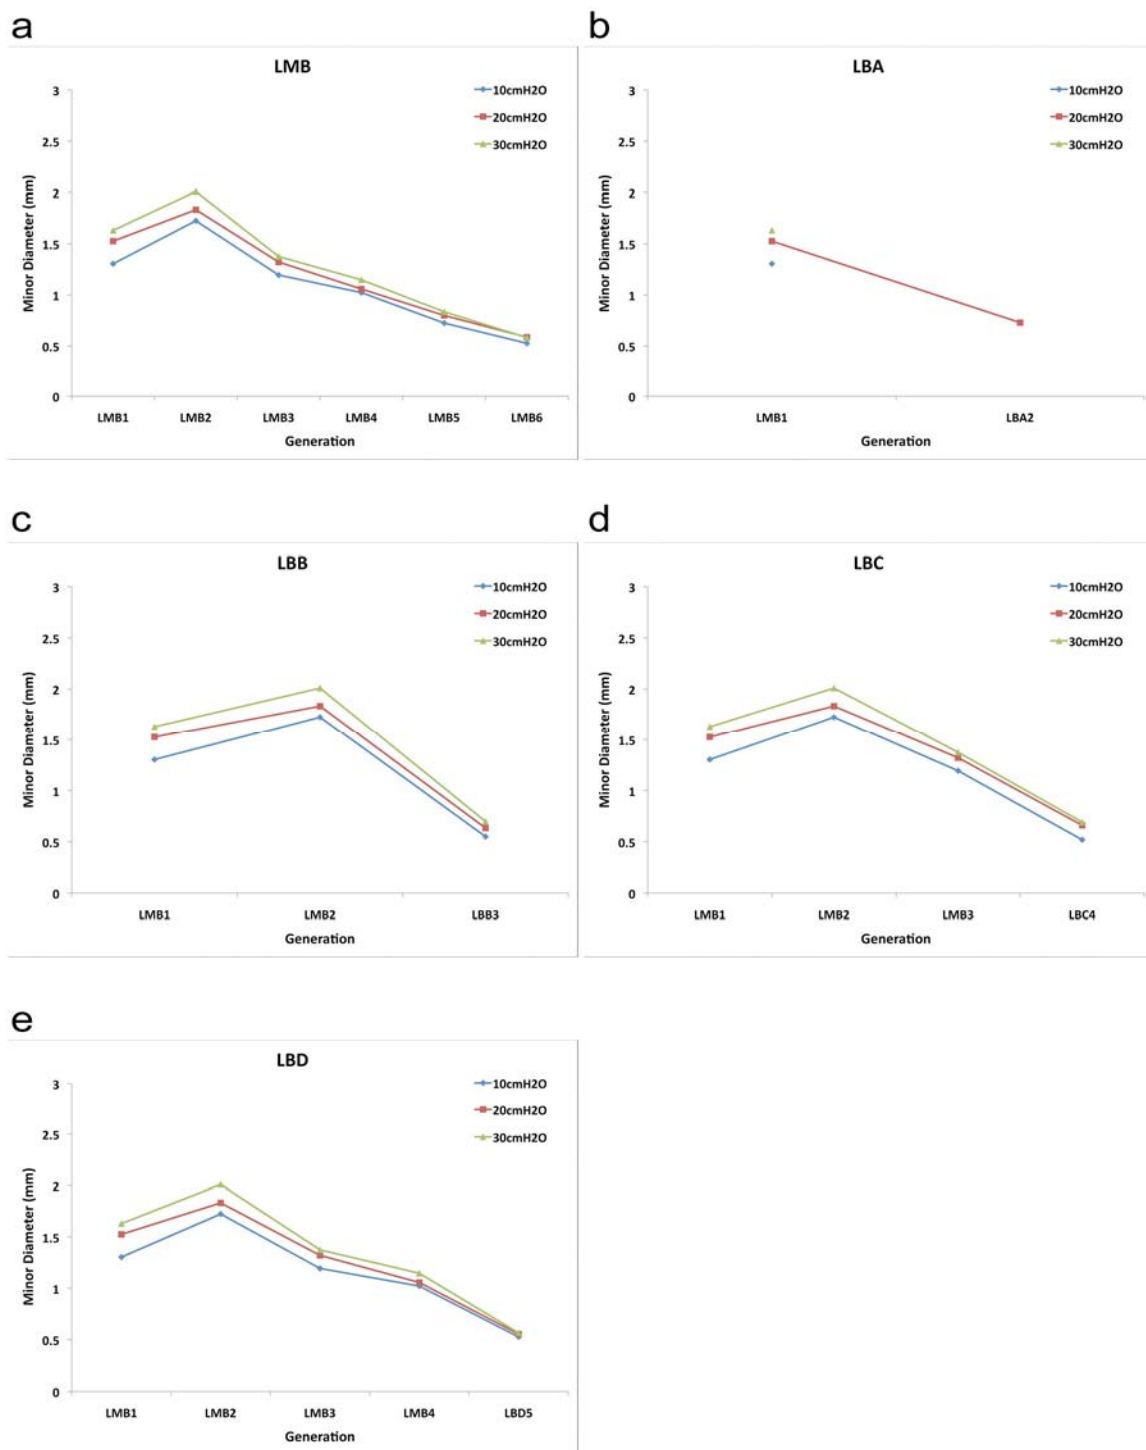 a
LMB
3
2.5
2
1.5
1
0.5
0
Minor Diameter (mm)
10cmH2O
20cmH2O
30cmH2O
LMB1 LMB2 LMB3 LMB4 LMB5 LMB6
Generation
b
LBA
3
2.5
2
1.5
1
0.5
0
Minor Diameter (mm)
10cmH2O
20cmH2O
30cmH2O
LMB1 LBA2
Generation
c
LBB
3
2.5
2
1.5
1
0.5
0
Minor Diameter (mm)
10cmH2O
20cmH2O
30cmH2O
LMB1 LMB2 LBB3
Generation
d
LBC
3
2.5
2
1.5
1
0.5
0
Minor Diameter (mm)
10cmH2O
20cmH2O
30cmH2O
LMB1 LMB2 LMB3 LBC4
Generation
e
LBD
3
2.5
2
1.5
1
0.5
0
Minor Diameter (mm)
10cmH2O
20cmH2O
30cmH2O
LMB1 LMB2 LMB3 LMB4 LBD5
Generation